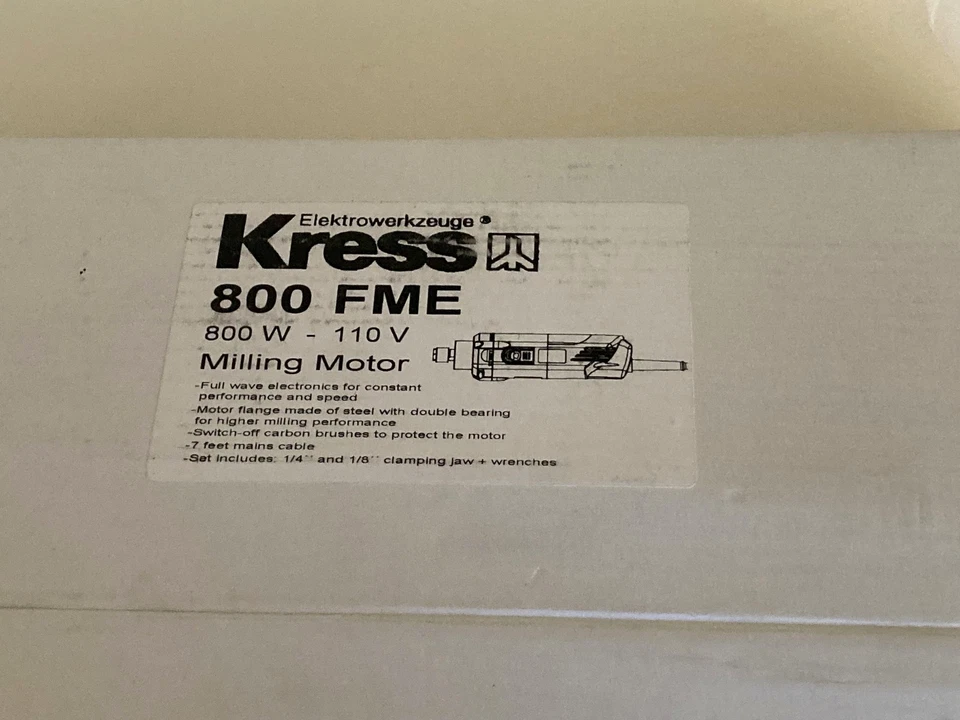 Elektrowerkzeuge®
Kress
800 FME
800 W - 110 V
Milling Motor
-Full wave electronics for constant
performance and speed
-Motor flange made of steel with double bearing
for higher milling performance
-Switch-off carbon brushes to protect the motor
-7 feet mains cable
-Set includes: 1/4´´ and 1/8´´ clamping jaw + wrenches